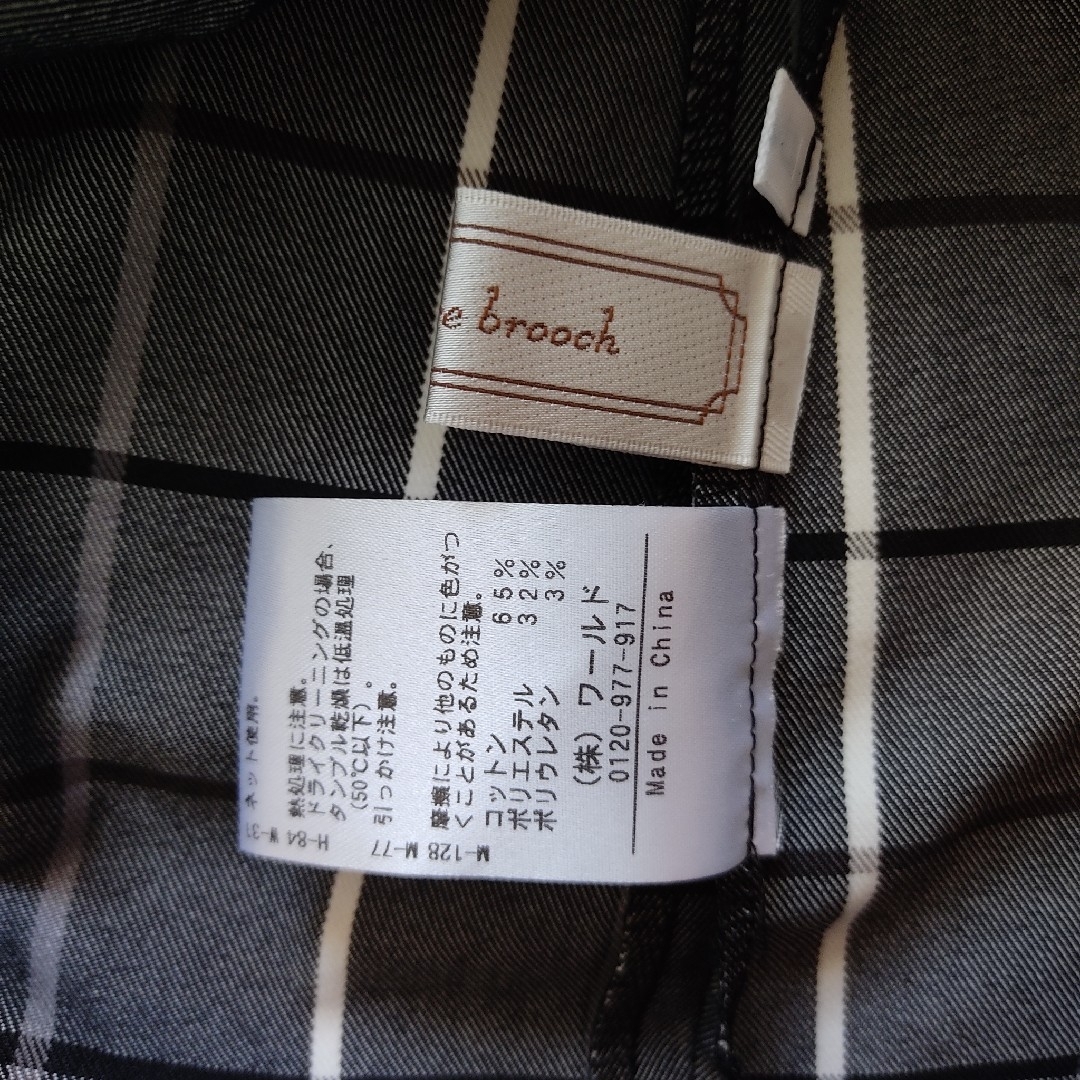 e brooch
W-31 ネット使用。
H-84 熱処理に注意。
ドライクリーニングの場合、
タンブル乾燥は低温処理
(50℃以下)。
M-77 引っかけ注意。
M-128 摩擦により他のものに色がつ
くことがあるため注意。
コットン 65%
ポリエステル 32%
ポリウレタン 3%
(株)ワールド
0120-977-917
Made in China